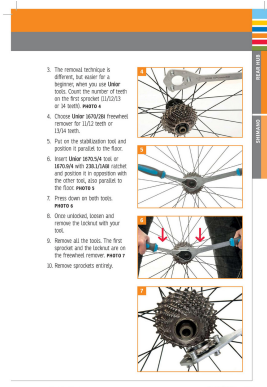 3. The removal technique is
different, but easier for a
beginner, when you use Unior
tools. Count the number of teeth
on the first sprocket (11/12/13
or 14 teeth). PHOTO 4
4. Choose Unior 1670/2BI freewheel
remover for 11/12 teeth or
13/14 teeth.
5. Put on the stabilization tool and
position it parallel to the floor.
6. Insert Unior 1670.5/4 tool or
1670.9/4 with 238.1/1ABI ratchet
and position it in opposition with
the other tool, also parallel to
the floor. PHOTO 5
7. Press down on both tools.
PHOTO 6
8. Once unlocked, loosen and
remove the locknut with your
tool.
9. Remove all the tools. The first
sprocket and the locknut are on
the freewheel remover. PHOTO 7
10. Remove sprockets entirely.
4
5
6
7
REAR HUB
SHIMANO